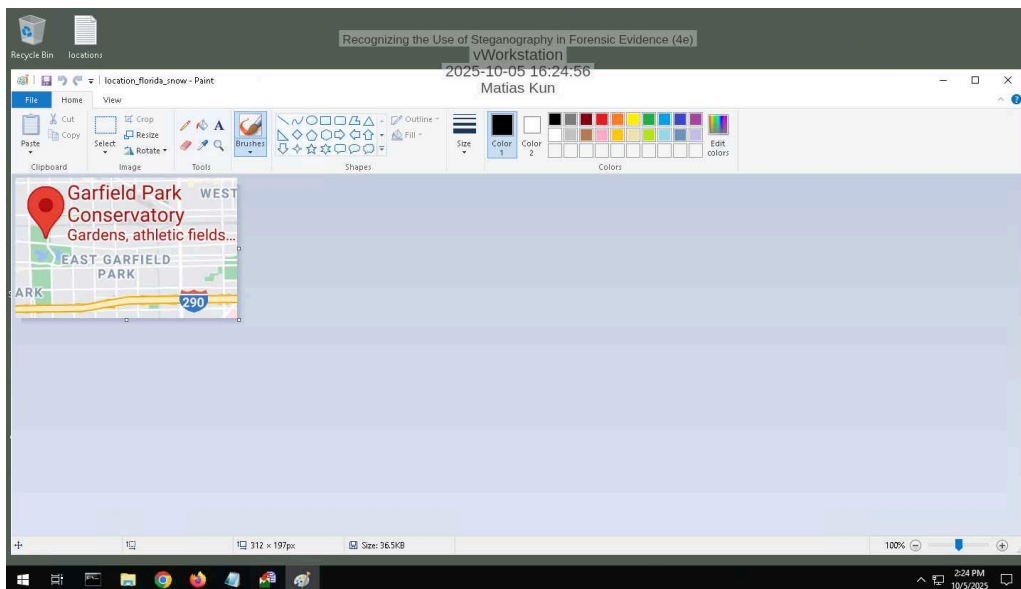 Recycle Bin
locations
Recognizing the Use of Steganography in Forensic Evidence (4e)
vWorkstation
2025-10-05 16:24:56
Matias Kun
location_florida_snow - Paint
File
Home
View
Paste
Cut
Copy
Clipboard
Select
Crop
Resize
Rotate
Image
A
Tools
Brushes
Outline
Fill
Shapes
Size
Color 1
Color 2
Edit colors
Colors
Garfield Park
WEST
Conservatory
Gardens, athletic fields...
EAST GARFIELD
PARK
ARK
290
312 × 197px
Size: 36.5KB
100%
2:24 PM
10/5/2025